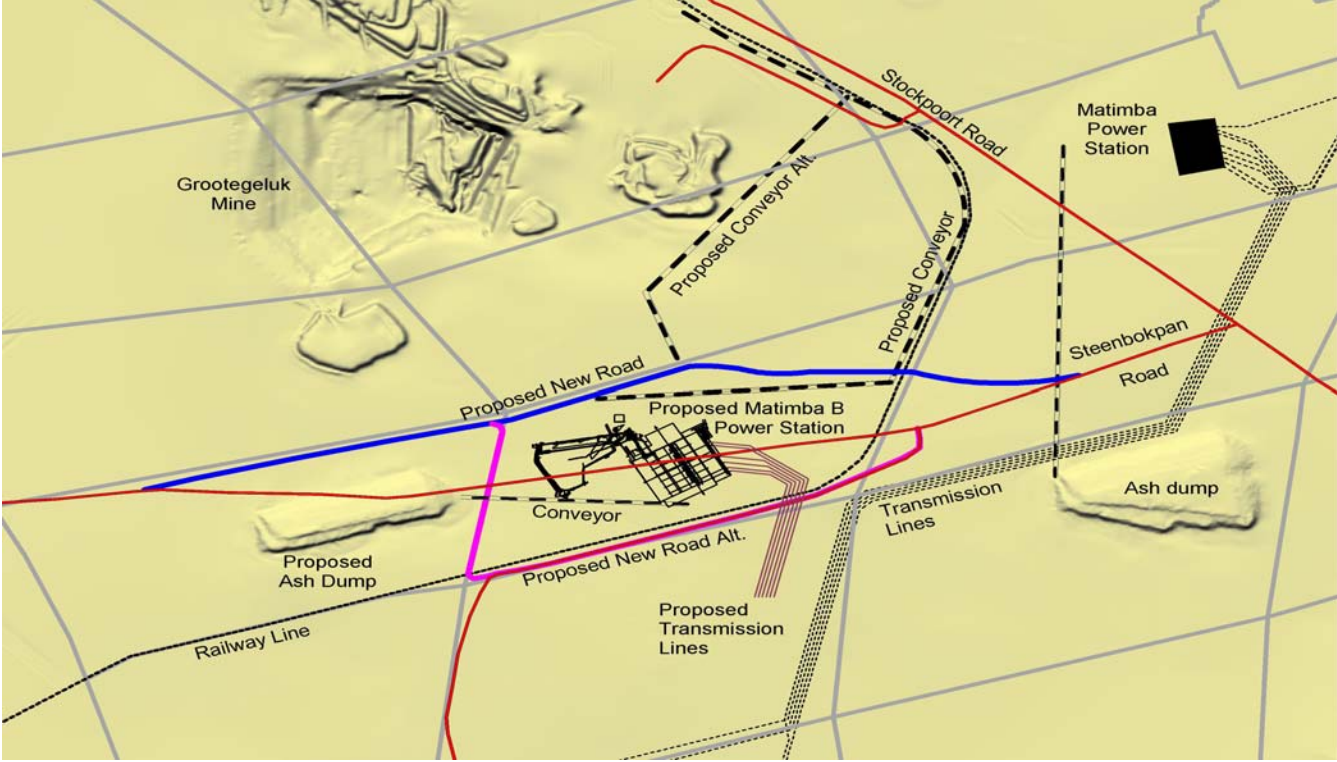 Stockpoort Road
Matimba
Power
Station
Grootegeluk
Mine
Proposed Conveyor Alt.
Proposed Conveyor
Steenbokpan
Road
Proposed New Road
Proposed Matimba B
Power Station
Conveyor
Transmission
Lines
Ash dump
Proposed
Ash Dump
Proposed New Road Alt.
Proposed
Transmission
Lines
Railway Line